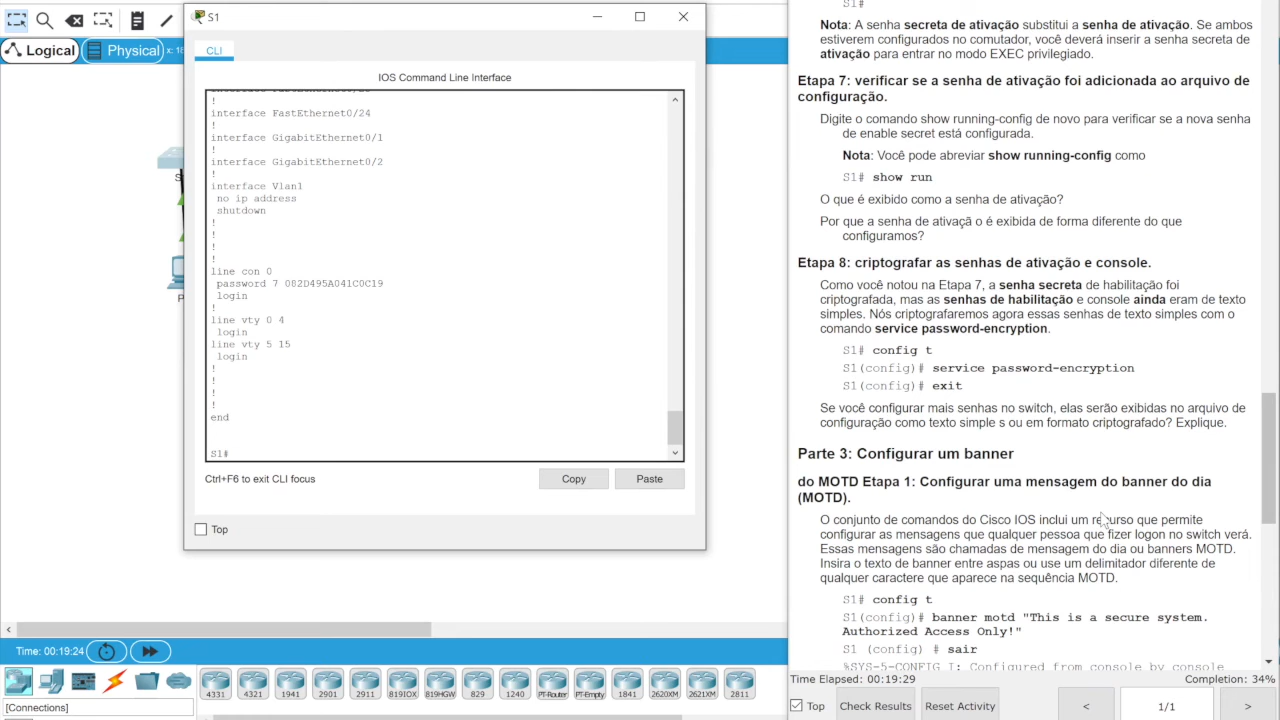 S1
Logical
Physical
x: 16
CLI
IOS Command Line Interface
!
interface FastEthernet0/24
!
interface GigabitEthernet0/1
!
interface GigabitEthernet0/2
!
interface Vlan1
no ip address
shutdown
!
!
!
!
line con 0
password 7 082D495A041C0C19
login
!
line vty 0 4
login
line vty 5 15
login
!
!
!
!
end
S1#
Ctrl+F6 to exit CLI focus
Copy
Paste
Top
Time: 00:19:24
4331
4321
1941
2901
2911
819IOX
819HGW
829
1240
PT-Router
PT-Empty
1841
2620XM
2621XM
2811
[Connections]
S1#
Nota: A senha secreta de ativação substitui a senha de ativação. Se ambos
estiverem configurados no comutador, você deverá inserir a senha secreta de
ativação para entrar no modo EXEC privilegiado.
Etapa 7: verificar se a senha de ativação foi adicionada ao arquivo de
configuração.
Digite o comando show running-config de novo para verificar se a nova senha
de enable secret está configurada.
Nota: Você pode abreviar show running-config como
S1# show run
O que é exibido como a senha de ativação?
Por que a senha de ativaçã o é exibida de forma diferente do que
configuramos?
Etapa 8: criptografar as senhas de ativação e console.
Como você notou na Etapa 7, a senha secreta de habilitação foi
criptografada, mas as senhas de habilitação e console ainda eram de texto
simples. Nós criptografaremos agora essas senhas de texto simples com o
comando service password-encryption.
S1# config t
S1(config)# service password-encryption
S1(config)# exit
Se você configurar mais senhas no switch, elas serão exibidas no arquivo de
configuração como texto simple s ou em formato criptografado? Explique.
Parte 3: Configurar um banner
do MOTD Etapa 1: Configurar uma mensagem do banner do dia
(MOTD).
O conjunto de comandos do Cisco IOS inclui um recurso que permite
configurar as mensagens que qualquer pessoa que fizer logon no switch verá.
Essas mensagens são chamadas de mensagem do dia ou banners MOTD.
Insira o texto de banner entre aspas ou use um delimitador diferente de
qualquer caractere que aparece na sequência MOTD.
S1# config t
S1(config)# banner motd "This is a secure system.
Authorized Access Only!"
S1 (config) # sair
%SYS-5-CONFIG_I: Configured from console by console
Time Elapsed: 00:19:29
Completion: 34%
Top
Check Results
Reset Activity
<
1/1
>